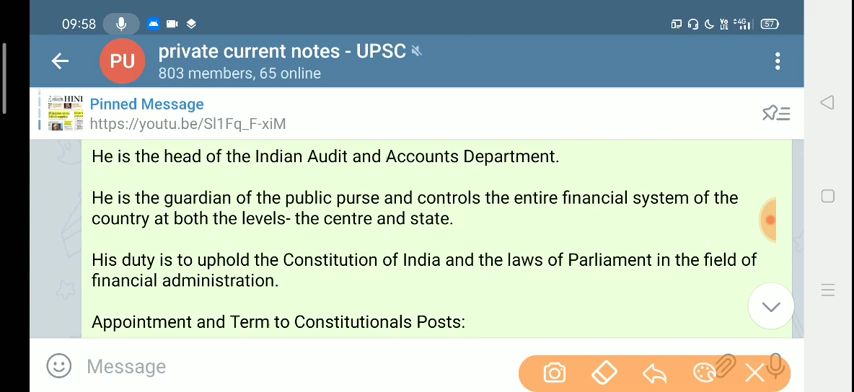 09:58
57
PU
private current notes - UPSC
803 members, 65 online
Pinned Message
https://youtu.be/Sl1Fq_F-xiM
He is the head of the Indian Audit and Accounts Department.
He is the guardian of the public purse and controls the entire financial system of the
country at both the levels- the centre and state.
His duty is to uphold the Constitution of India and the laws of Parliament in the field of
financial administration.
Appointment and Term to Constitutionals Posts:
Message